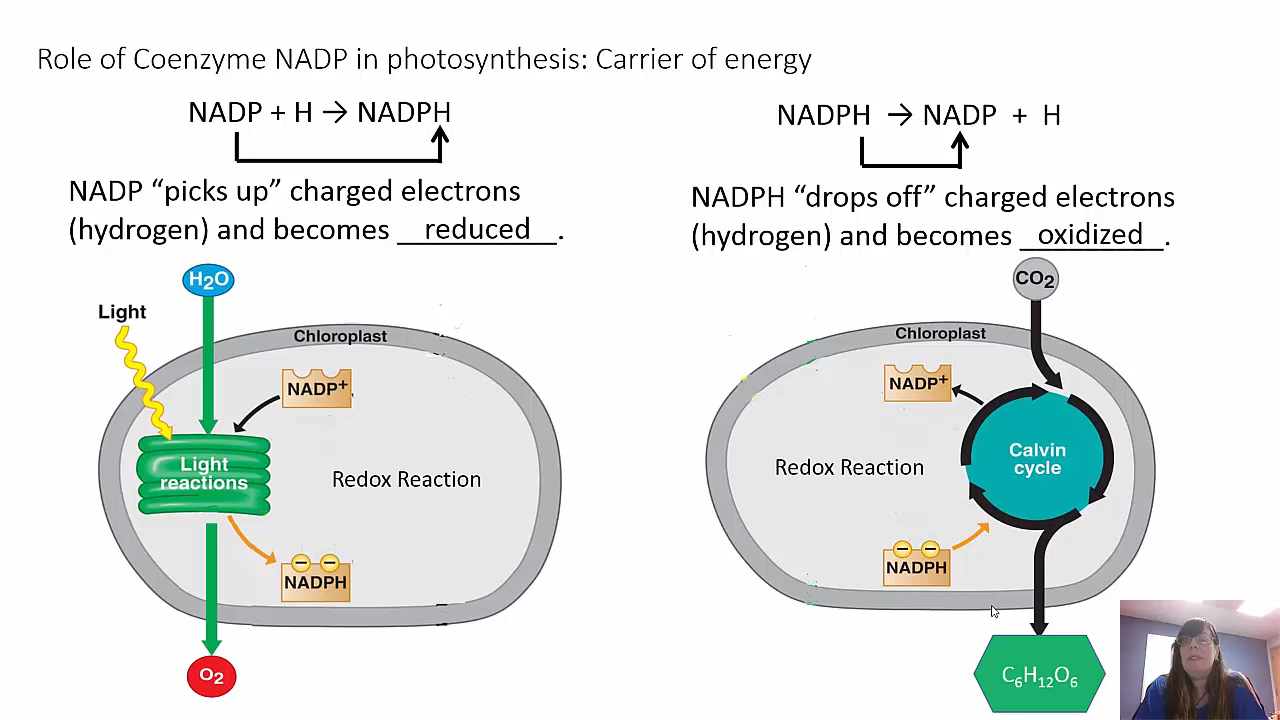 Role of Coenzyme NADP in photosynthesis: Carrier of energy
NADP + H → NADPH
NADP “picks up” charged electrons
(hydrogen) and becomes reduced.
H2O
Light
Chloroplast
NADP+
Light
reactions
Redox Reaction
NADPH
O2
NADPH → NADP + H
NADPH “drops off” charged electrons
(hydrogen) and becomes oxidized.
CO2
Chloroplast
NADP+
Calvin
cycle
Redox Reaction
NADPH
C6H12O6